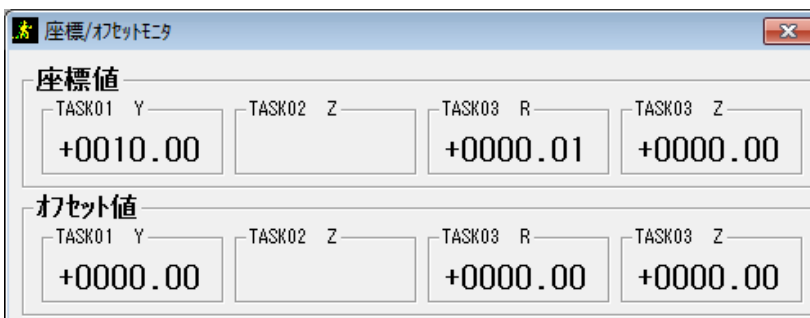 座標/ｵﾌｾｯﾄﾓﾆﾀ
座標値
TASK01 Y TASK02 Z TASK03 R TASK03 Z
+0010.00 +0000.01 +0000.00
ｵﾌｾｯﾄ値
TASK01 Y TASK02 Z TASK03 R TASK03 Z
+0000.00 +0000.00 +0000.00